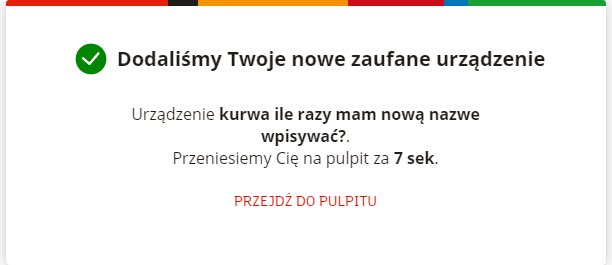 Dodaliśmy Twoje nowe zaufane urządzenie
Urządzenie kurwa ile razy mam nową nazwe
wpisywać?.
Przeniesiemy Cię na pulpit za 7 sek.
PRZEJDŹ DO PULPITU